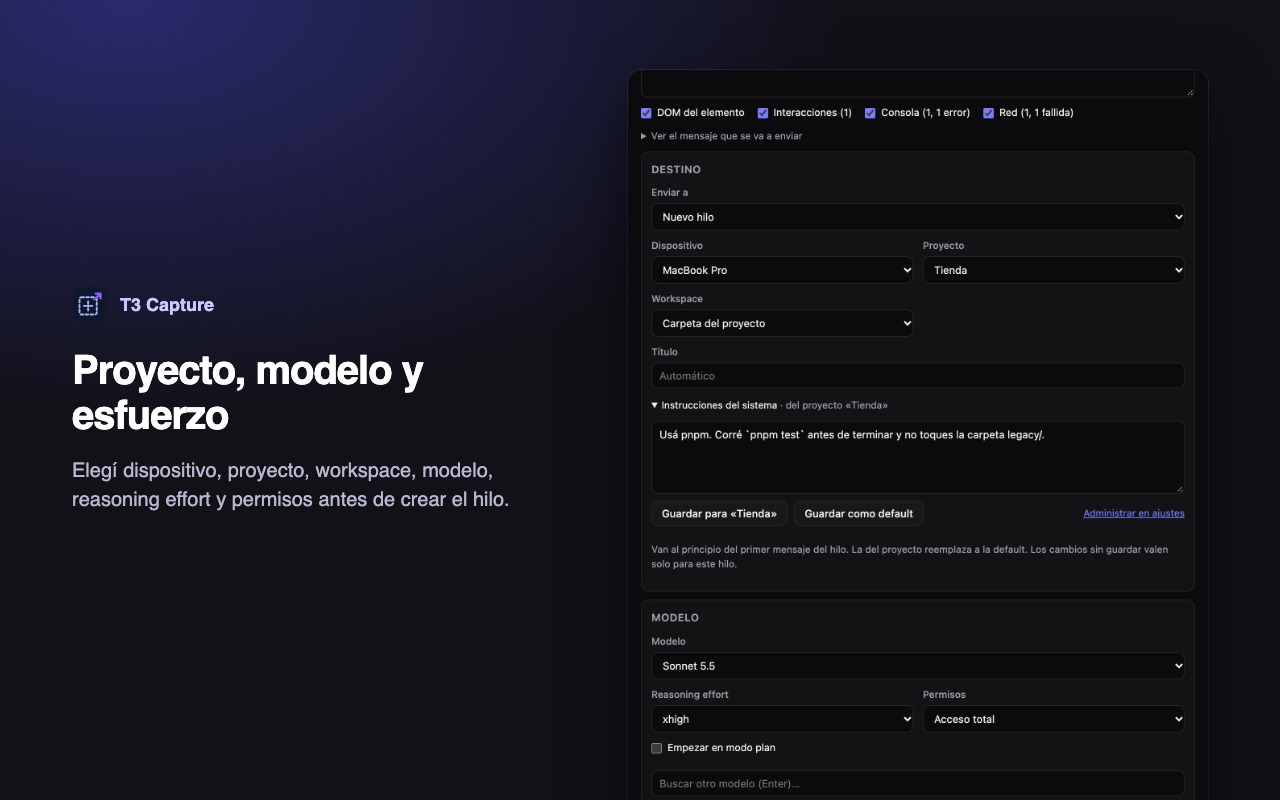 T3 Capture
Proyecto, modelo y
esfuerzo
Elegí dispositivo, proyecto, workspace, modelo,
reasoning effort y permisos antes de crear el hilo.
DOM del elemento Interacciones (1) Consola (1, 1 error) Red (1, 1 fallida)
Ver el mensaje que se va a enviar
DESTINO
Enviar a
Nuevo hilo
Dispositivo Proyecto
MacBook Pro Tienda
Workspace
Carpeta del proyecto
Título
Automático
Instrucciones del sistema · del proyecto «Tienda»
Usá pnpm. Corré `pnpm test` antes de terminar y no toques la carpeta legacy/.
Guardar para «Tienda» Guardar como default Administrar en ajustes
Van al principio del primer mensaje del hilo. La del proyecto reemplaza a la default. Los cambios sin guardar valen
solo para este hilo.
MODELO
Modelo
Sonnet 5.5
Reasoning effort Permisos
xhigh Acceso total
Empezar en modo plan
Buscar otro modelo (Enter)...